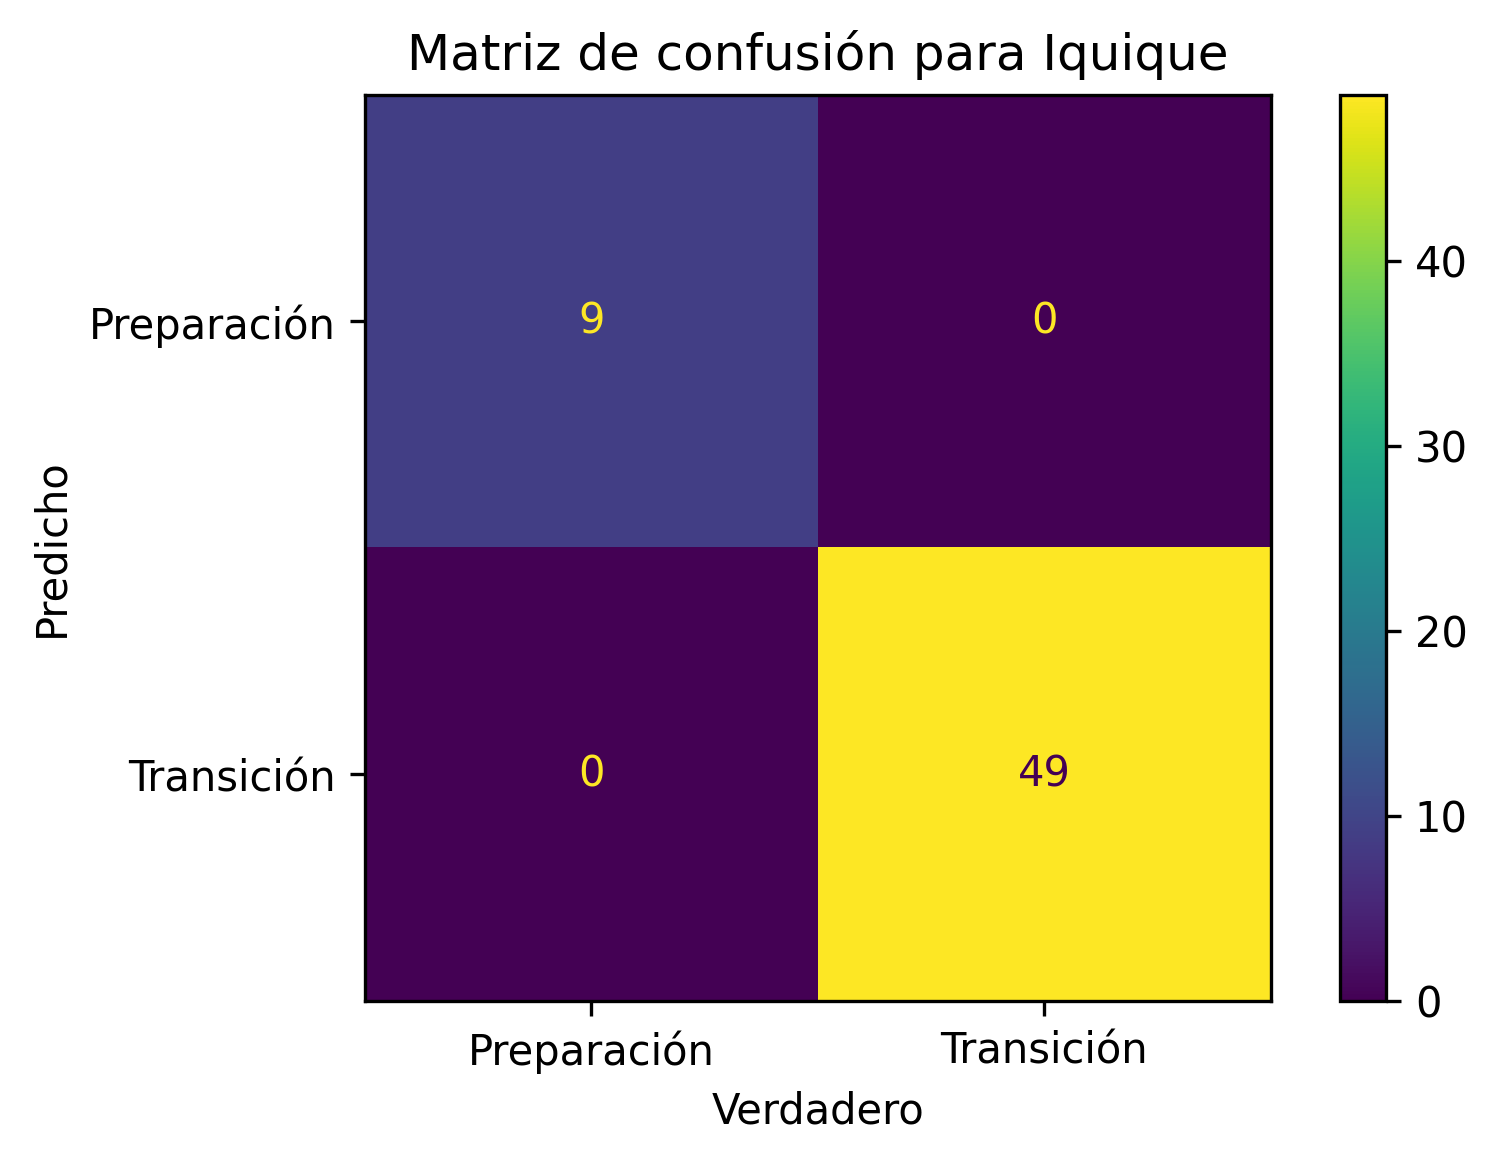 Matriz de confusión para Iquique
Predicho
Preparación
9
0
Transición
0
49
Preparación
Transición
Verdadero
40
30
20
10
0